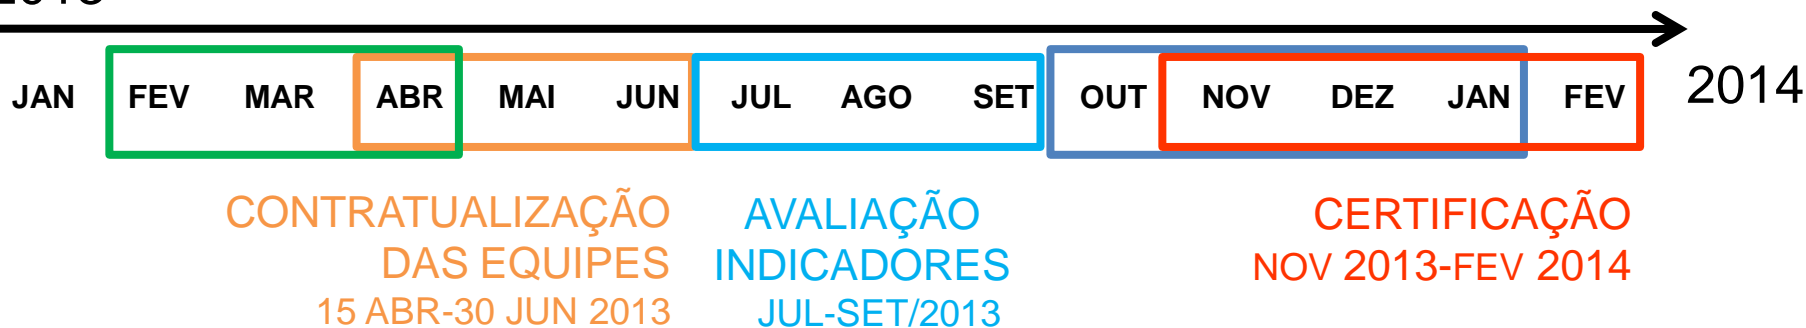 JAN FEV MAR ABR MAI JUN JUL AGO SET OUT NOV DEZ JAN FEV 2014
CONTRATUALIZAÇÃO
DAS EQUIPES
15 ABR-30 JUN 2013
AVALIAÇÃO
INDICADORES
JUL-SET/2013
CERTIFICAÇÃO
NOV 2013-FEV 2014